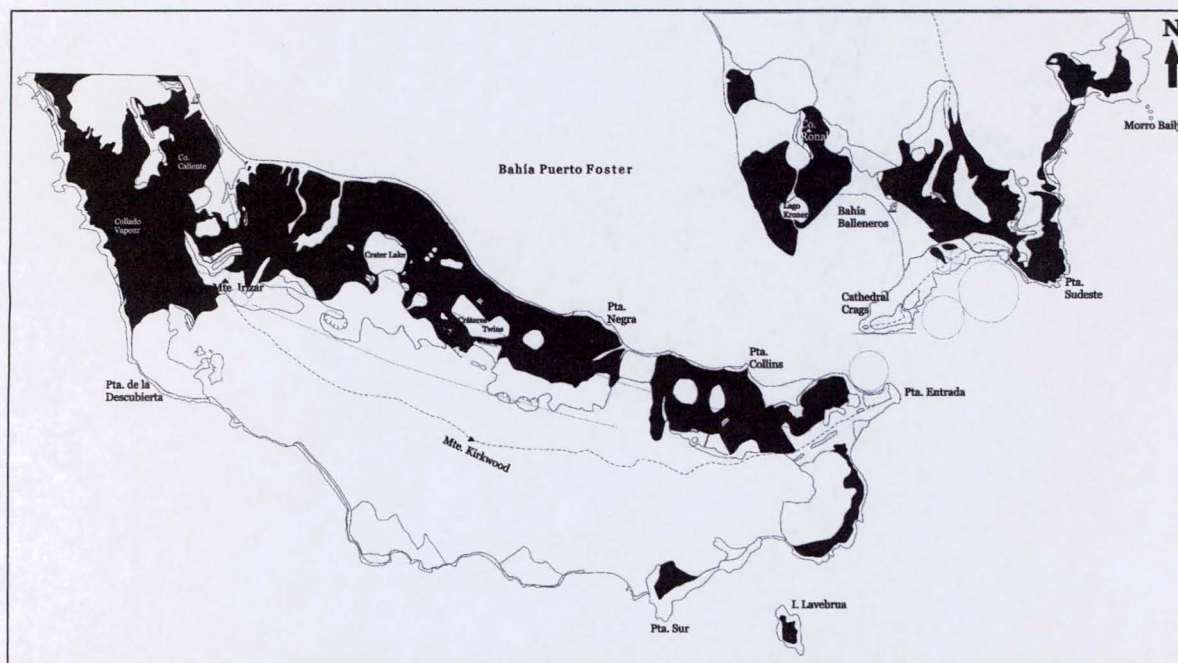 N
Morro Baily
Co.
Ronal
Co.
Caliente
Bahía Puerto Foster
Lago
Kroner
Bahía
Balleneros
Collado
Vapour
Crater Lake
Mte. Irízar
Pta.
Sudeste
Cathedral
Crags
Pta.
Negra
Cráteres
Twins
Pta.
Collins
Pta. de la
Descubierta
Pta. Entrada
Mte. Kirkwood
I. Lavebrua
Pta. Sur